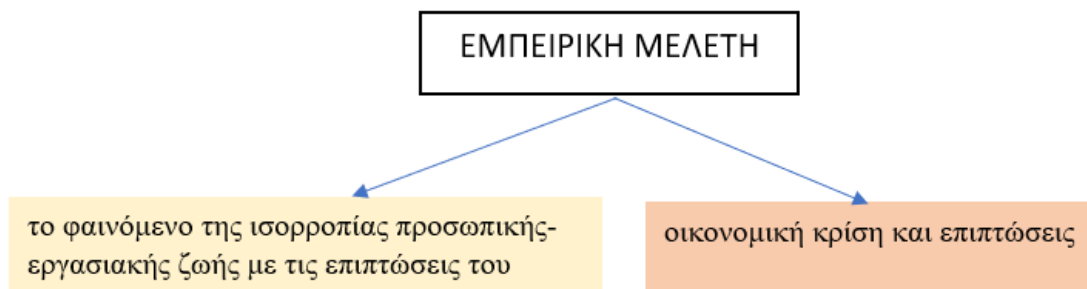 ΕΜΠΕΙΡΙΚΗ ΜΕΛΕΤΗ
το φαινόμενο της ισορροπίας προσωπικής-
εργασιακής ζωής με τις επιπτώσεις του
οικονομική κρίση και επιπτώσεις